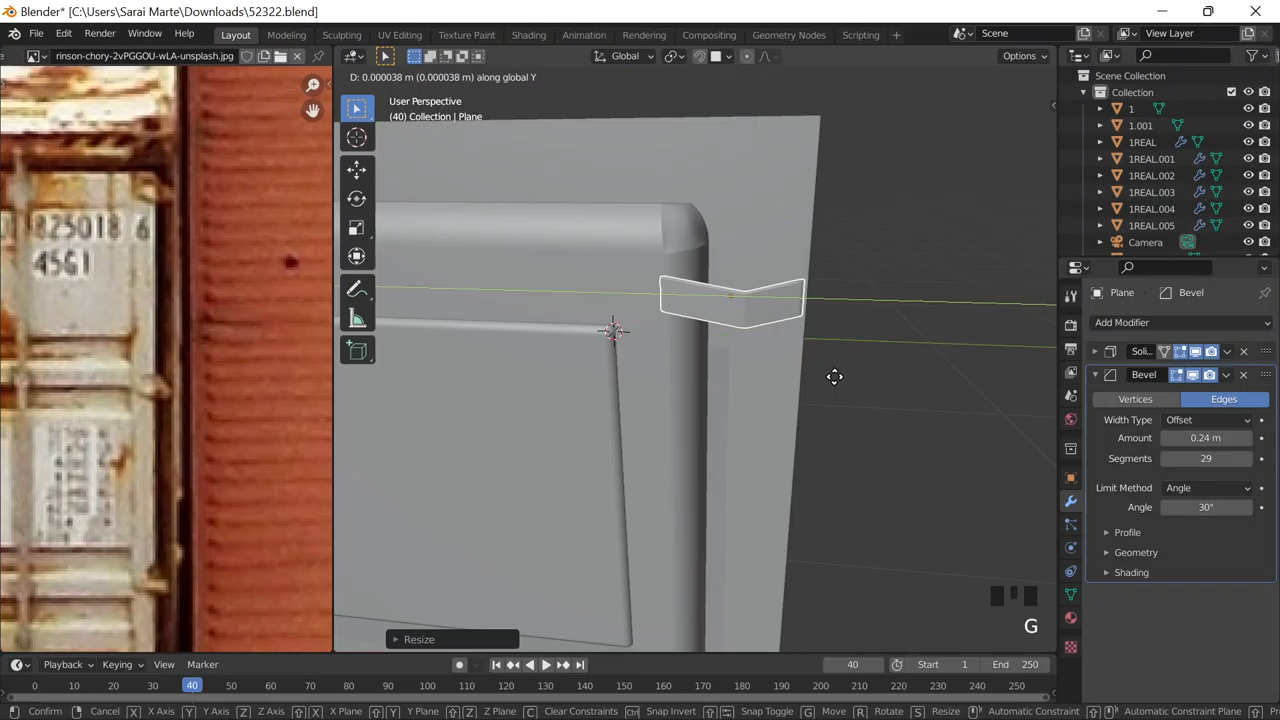 Blender* [C:\Users\Sarai Marte\Downloads\52322.blend]
File Edit Render Window Help Layout Modeling Sculpting UV Editing Texture Paint Shading Animation Rendering Compositing Geometry Nodes Scripting + Scene View Layer
rinson-chory-2vPGGOU-wLA-unsplash.jpg Global Options
D: 0.000038 m (0.000038 m) along global Y
User Perspective
(40) Collection | Plane
825018 6
45G1
Scene Collection
Collection
1
1.001
1REAL
1REAL.001
1REAL.002
1REAL.003
1REAL.004
1REAL.005
Camera
Plane Bevel
Add Modifier
Soli...
Bevel
Vertices Edges
Width Type Offset
Amount 0.24 m
Segments 29
Limit Method Angle
Angle 30°
Profile
Geometry
Shading
G
Resize
Playback Keying View Marker 40 Start 1 End 250
0 10 20 30 40 50 60 70 80 90 100 110 120 130 140 150 160 170 180 190 200 210 220 230 240 250
Confirm Cancel X X Axis Y Y Axis Z Z Axis X X Plane Y Y Plane Z Z Plane C Clear Constraints Ctrl Snap Invert Snap Toggle G Move R Rotate S Resize Automatic Constraint Automatic Constraint Plane